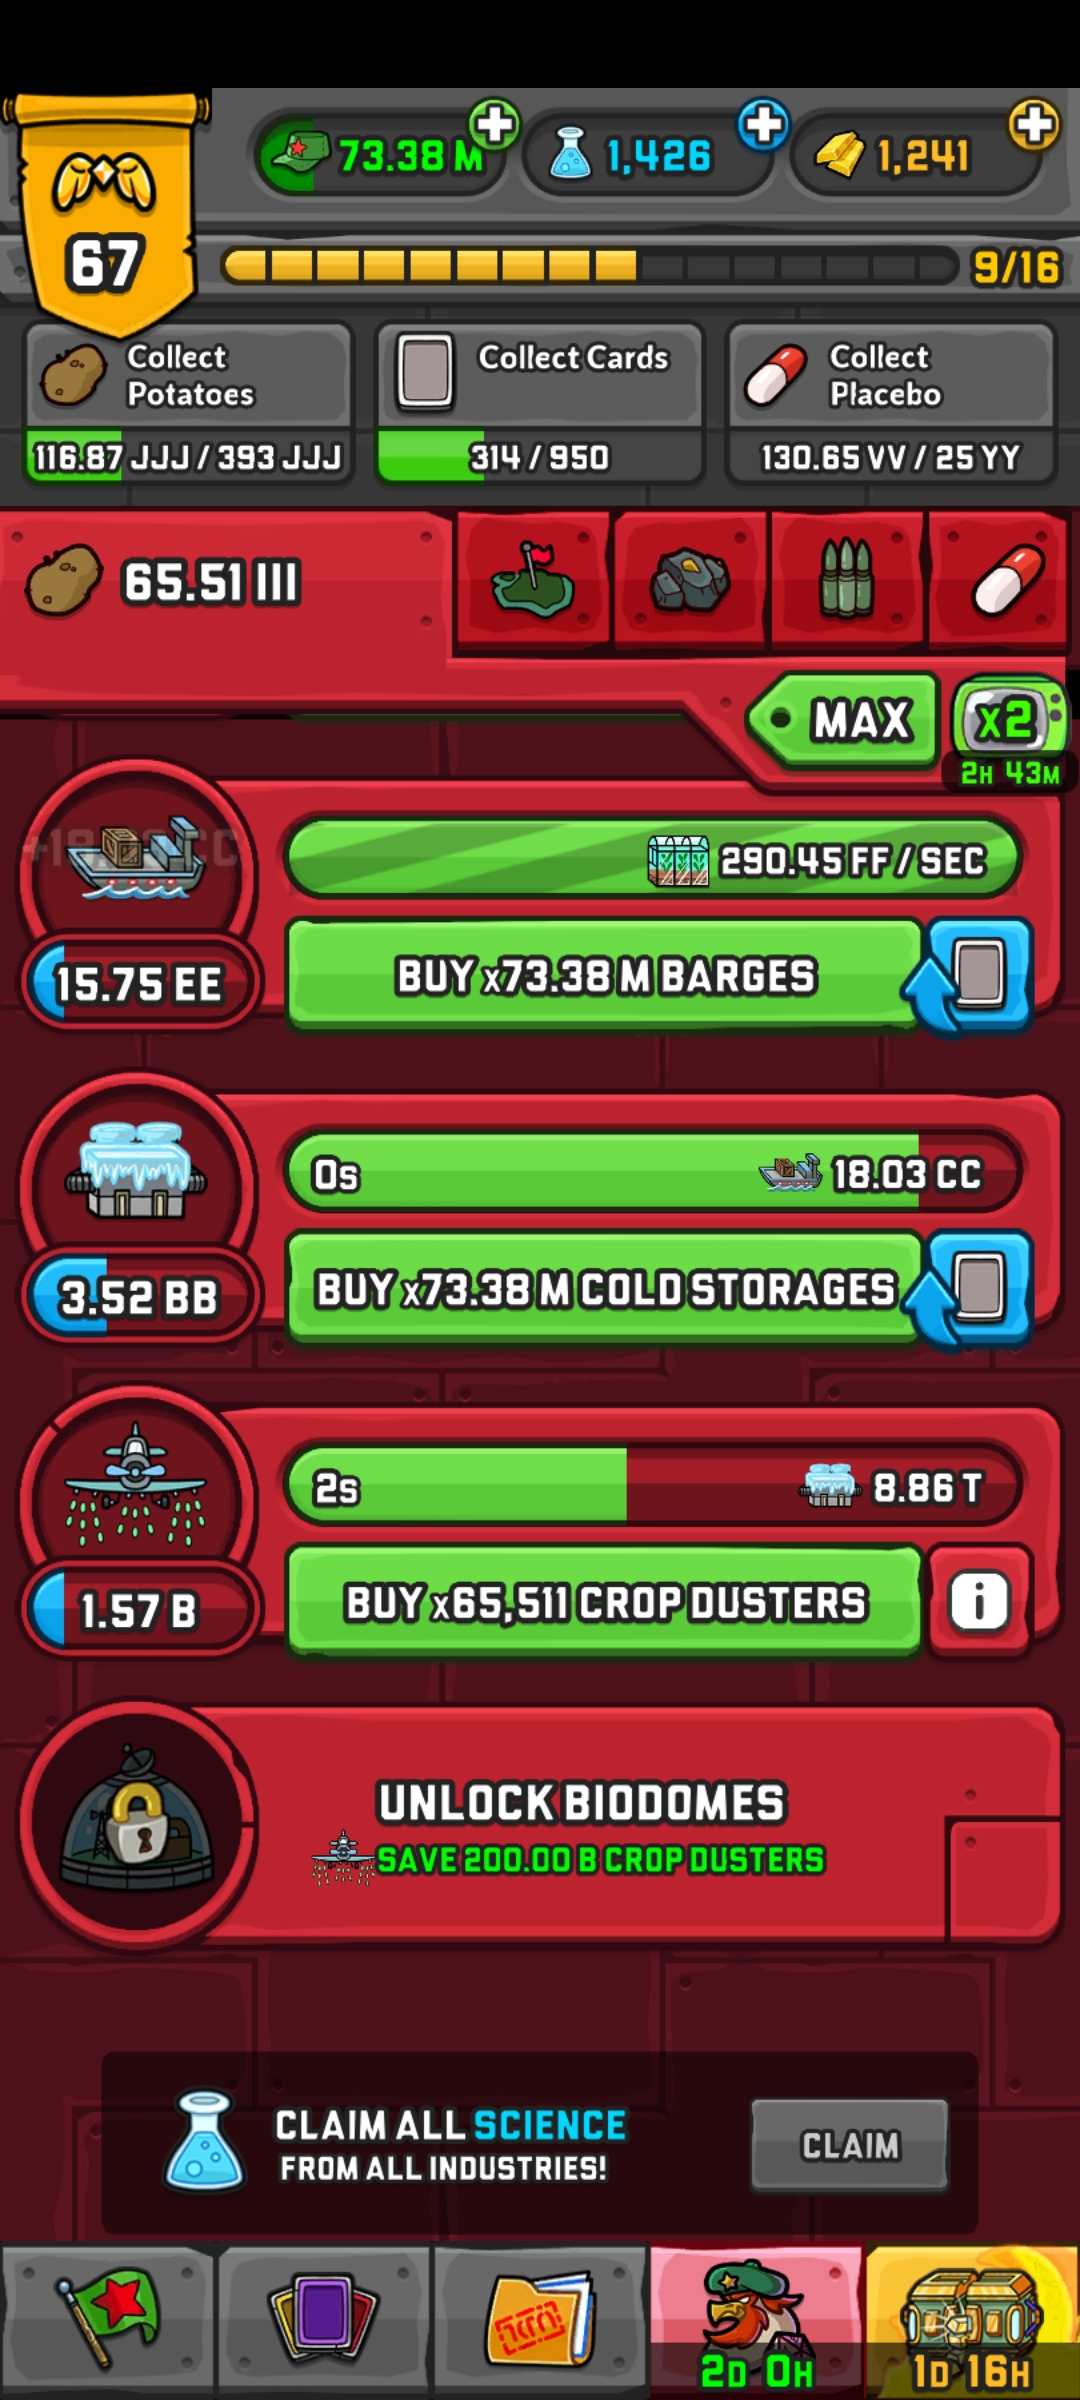 73.38 M
1,426
1,241
67
9/16
Collect
Potatoes
116.87 JJJ / 393 JJJ
Collect Cards
314 / 950
Collect
Placebo
130.65 VV / 25 YY
65.51 III
MAX
x2
2H 43M
290.45 FF / SEC
15.75 EE
BUY x73.38 M BARGES
0s
18.03 CC
3.52 BB
BUY x73.38 M COLD STORAGES
2s
8.86 T
1.57 B
BUY x65,511 CROP DUSTERS
i
UNLOCK BIODOMES
SAVE 200.00 B CROP DUSTERS
CLAIM ALL SCIENCE
FROM ALL INDUSTRIES!
CLAIM
2D 0H
1D 16H